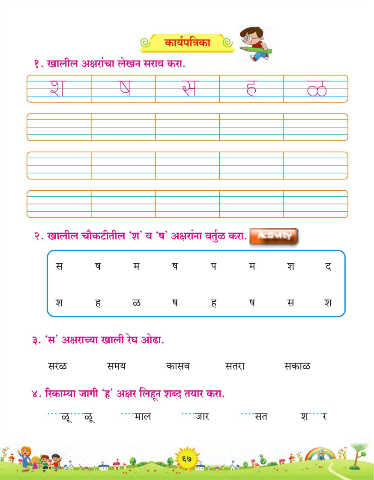 कार्यपत्रिका
१. खालील अक्षरांचा लेखन सराव करा.
श ष स ह ळ
२. खालील चौकटीतील 'श' व 'ष' अक्षरांना वर्तुळ करा.
स ष म ष प म श द
श ह ळ ष ह ष स श
३. 'स' अक्षराच्या खाली रेघ ओढा.
सरळ समय कासव सतरा सकाळ
४. रिकाम्या जागी 'ह' अक्षर लिहून शब्द तयार करा.
----ळू----ळू ----माल ----जार ----सत श----र
६७